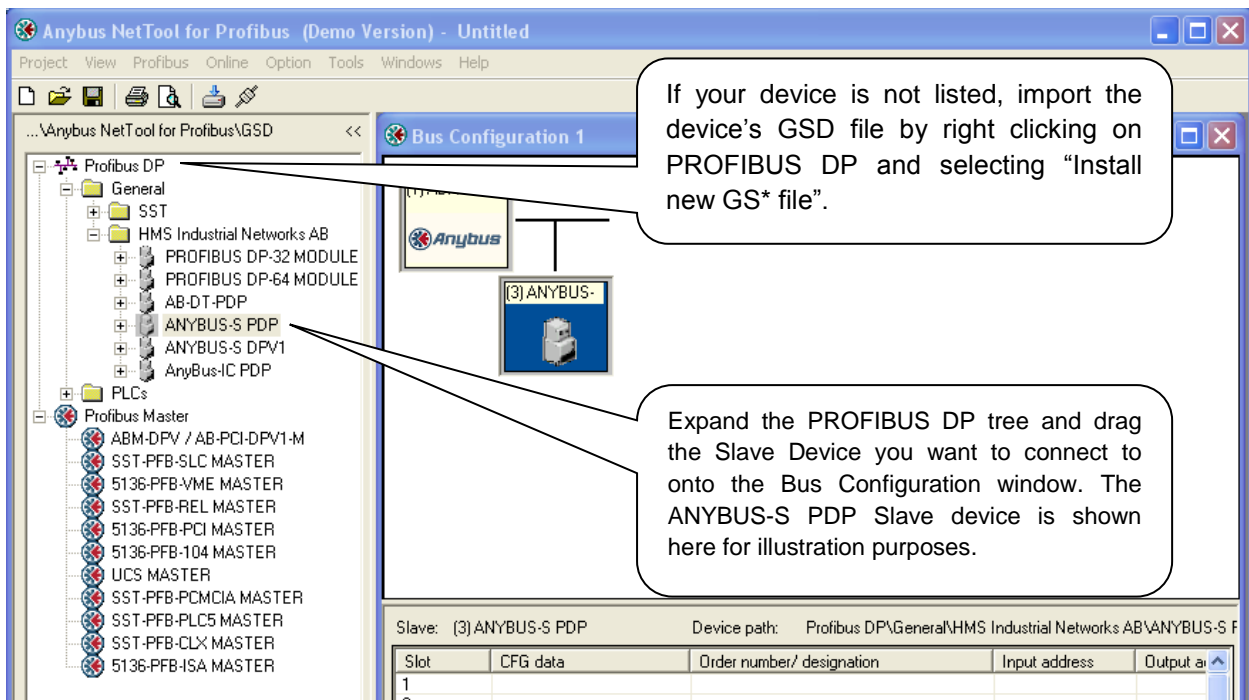 Anybus NetTool for Profibus (Demo Version) - Untitled
Project View Profibus Online Option Tools Windows Help
...\Anybus NetTool for Profibus\GSD <<
Profibus DP
General
SST
HMS Industrial Networks AB
PROFIBUS DP-32 MODULE
PROFIBUS DP-64 MODULE
AB-DT-PDP
ANYBUS-S PDP
ANYBUS-S DPV1
AnyBus-IC PDP
PLCs
Profibus Master
ABM-DPV / AB-PCI-DPV1-M
SST-PFB-SLC MASTER
5136-PFB-VME MASTER
SST-PFB-REL MASTER
5136-PFB-PCI MASTER
5136-PFB-104 MASTER
UCS MASTER
SST-PFB-PCMCIA MASTER
SST-PFB-PLC5 MASTER
SST-PFB-CLX MASTER
5136-PFB-ISA MASTER
Bus Configuration 1
Anybus
(3) ANYBUS-
If your device is not listed, import the
device's GSD file by right clicking on
PROFIBUS DP and selecting “Install
new GS* file”.
Expand the PROFIBUS DP tree and drag
the Slave Device you want to connect to
onto the Bus Configuration window. The
ANYBUS-S PDP Slave device is shown
here for illustration purposes.
Slave: (3) ANYBUS-S PDP Device path: Profibus DP\General\HMS Industrial Networks AB\ANYBUS-S
Slot CFG data Order number/ designation Input address Output
1